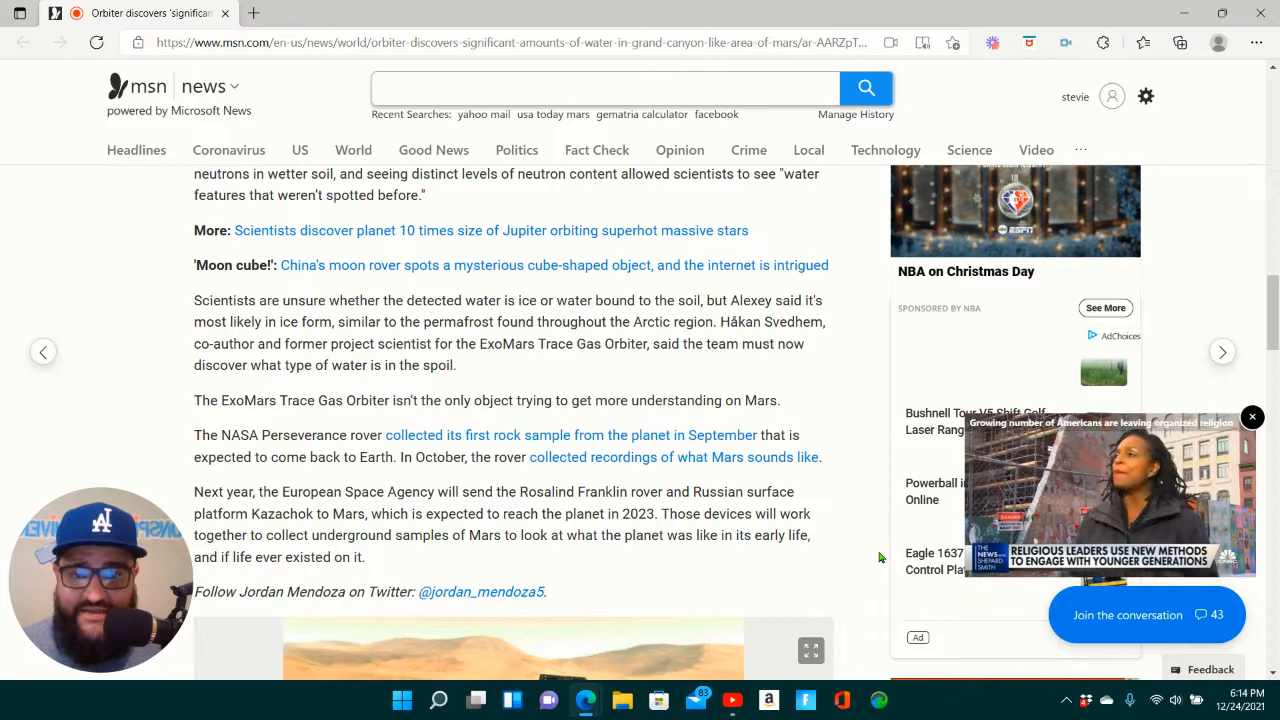 Orbiter discovers 'significan
https://www.msn.com/en-us/news/world/orbiter-discovers-significant-amounts-of-water-in-grand-canyon-like-area-of-mars/ar-AARZpT...
msn news
powered by Microsoft News
Recent Searches: yahoo mail usa today mars gematria calculator facebook
Manage History
stevie
Headlines Coronavirus US World Good News Politics Fact Check Opinion Crime Local Technology Science Video ...
neutrons in wetter soil, and seeing distinct levels of neutron content allowed scientists to see "water
features that weren't spotted before."
More: Scientists discover planet 10 times size of Jupiter orbiting superhot massive stars
'Moon cube!': China's moon rover spots a mysterious cube-shaped object, and the internet is intrigued
Scientists are unsure whether the detected water is ice or water bound to the soil, but Alexey said it's
most likely in ice form, similar to the permafrost found throughout the Arctic region. Håkan Svedhem,
co-author and former project scientist for the ExoMars Trace Gas Orbiter, said the team must now
discover what type of water is in the spoil.
The ExoMars Trace Gas Orbiter isn't the only object trying to get more understanding on Mars.
The NASA Perseverance rover collected its first rock sample from the planet in September that is
expected to come back to Earth. In October, the rover collected recordings of what Mars sounds like.
Next year, the European Space Agency will send the Rosalind Franklin rover and Russian surface
platform Kazachok to Mars, which is expected to reach the planet in 2023. Those devices will work
together to collect underground samples of Mars to look at what the planet was like in its early life,
and if life ever existed on it.
Follow Jordan Mendoza on Twitter: @jordan_mendoza5.
ESPN
NBA on Christmas Day
SPONSORED BY NBA
See More
AdChoices
Bushnell Tour V5 Shift Golf
Laser Rang
Powerball
Online
Eagle 1637
Control Pla
Ad
Growing number of Americans are leaving organized religion
DANGER
THE NEWS SHEPARD SMITH
RELIGIOUS LEADERS USE NEW METHODS
TO ENGAGE WITH YOUNGER GENERATIONS
CNBC
Join the conversation 43
Feedback
83
6:14 PM
12/24/2021